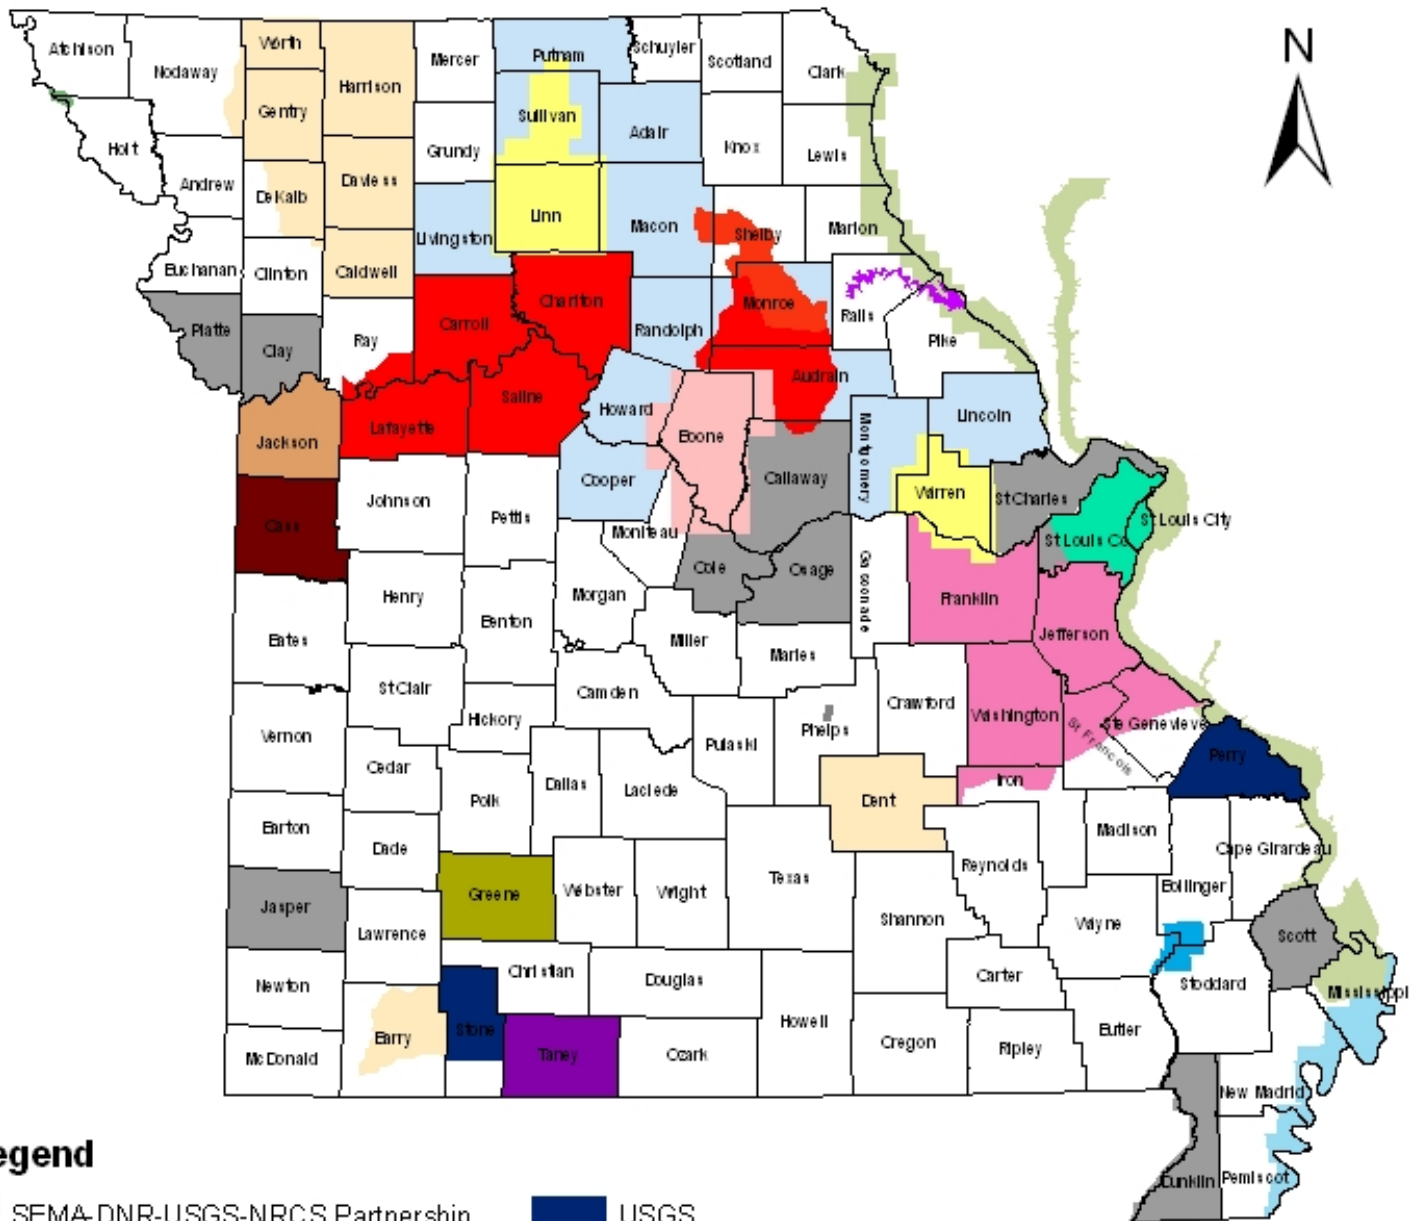 N
Atchison
Nodaway
Worth
Harrison
Mercer
Putnam
Schuyler
Scotland
Clark
Gentry
Sullivan
Adair
Holt
Grundy
Knox
Lewis
Andrew
DeKalb
Daviess
Linn
Macon
Shelby
Marion
Livingston
Buchanan
Clinton
Caldwell
Chariton
Monroe
Carroll
Randolph
Ralls
Platte
Clay
Ray
Pike
Audrain
Saline
Howard
Lincoln
Jackson
Lafayette
Boone
Montgomery
Cooper
Callaway
Warren
St Charles
Johnson
Pettis
Cass
Moniteau
St Louis City
St Louis Co
Cole
Osage
Gasconade
Henry
Morgan
Franklin
Benton
Jefferson
Bates
Miller
Maries
St Clair
Camden
Crawford
Washington
Hickory
St Francois
Ste Genevieve
Vernon
Phelps
Pulaski
Perry
Cedar
Dallas
Laclede
Iron
Polk
Dent
Barton
Madison
Dade
Cape Girardeau
Reynolds
Texas
Bollinger
Greene
Webster
Wright
Jasper
Shannon
Wayne
Lawrence
Scott
Christian
Douglas
Carter
Newton
Stoddard
Mississippi
Howell
Stone
Barry
Butler
Oregon
Ripley
McDonald
Taney
Ozark
New Madrid
Dunklin
Pemiscot
egend
SEMA-DNR-USGS-NRCS Partnership
USGS